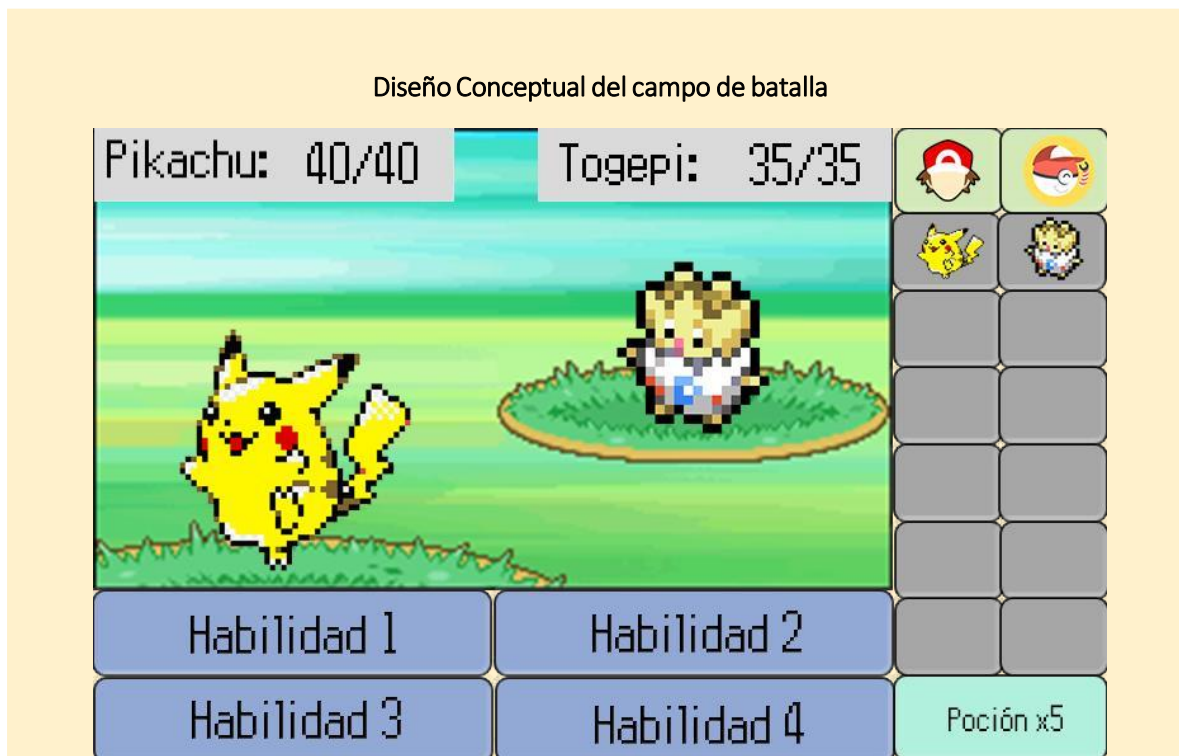 Diseño Conceptual del campo de batalla
Pikachu: 40/40
Togepi: 35/35
Habilidad 1
Habilidad 2
Habilidad 3
Habilidad 4
Poción x5